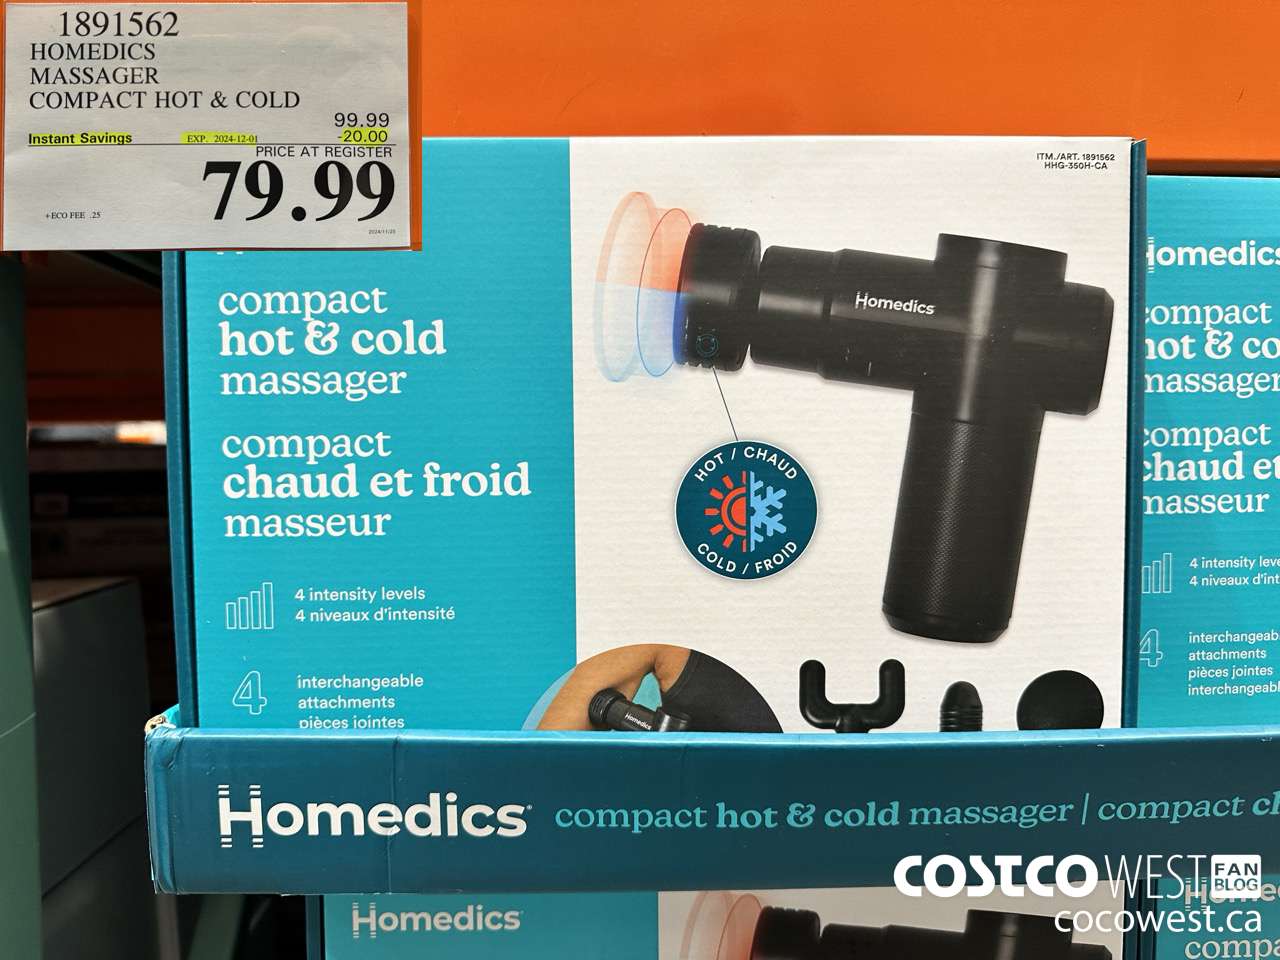 1891562
HOMEDICS
MASSAGER
COMPACT HOT & COLD
99.99
Instant Savings EXP. 2024-12-01 -20.00
PRICE AT REGISTER
79.99
+ECO FEE .25
2024/11/25
ITM./ART. 1891562
HHG-350H-CA
compact
hot & cold
massager
compact
chaud et froid
masseur
4 intensity levels
4 niveaux d'intensité
4
interchangeable
attachments
pièces jointes
Homedics
HOT / CHAUD
COLD / FROID
Homedics
Homedics
compact
hot & co
massager
compact
chaud et
masseur
4 intensity leve
4 niveaux d'int
4
interchangeab
attachments
pièces jointes
interchangeabl
Homedics compact hot & cold massager | compact c
Homedics
Home
compa
COSTCO WEST FAN BLOG
cocowest.ca